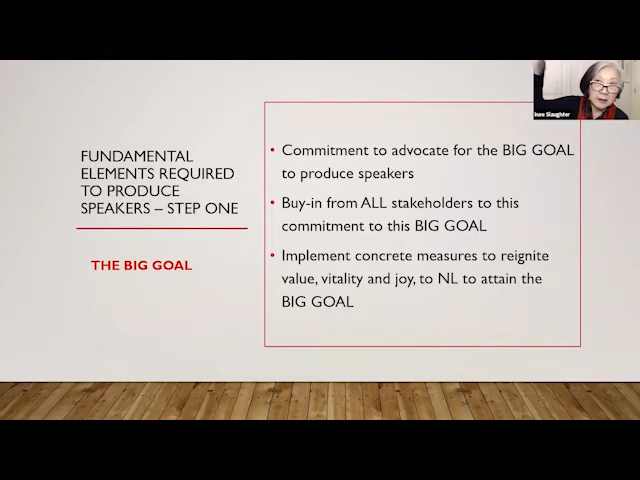 FUNDAMENTAL
ELEMENTS REQUIRED
TO PRODUCE
SPEAKERS – STEP ONE
THE BIG GOAL
• Commitment to advocate for the BIG GOAL
to produce speakers
• Buy-in from ALL stakeholders to this
commitment to this BIG GOAL
• Implement concrete measures to reignite
value, vitality and joy, to NL to attain the
BIG GOAL
Inee Slaughter